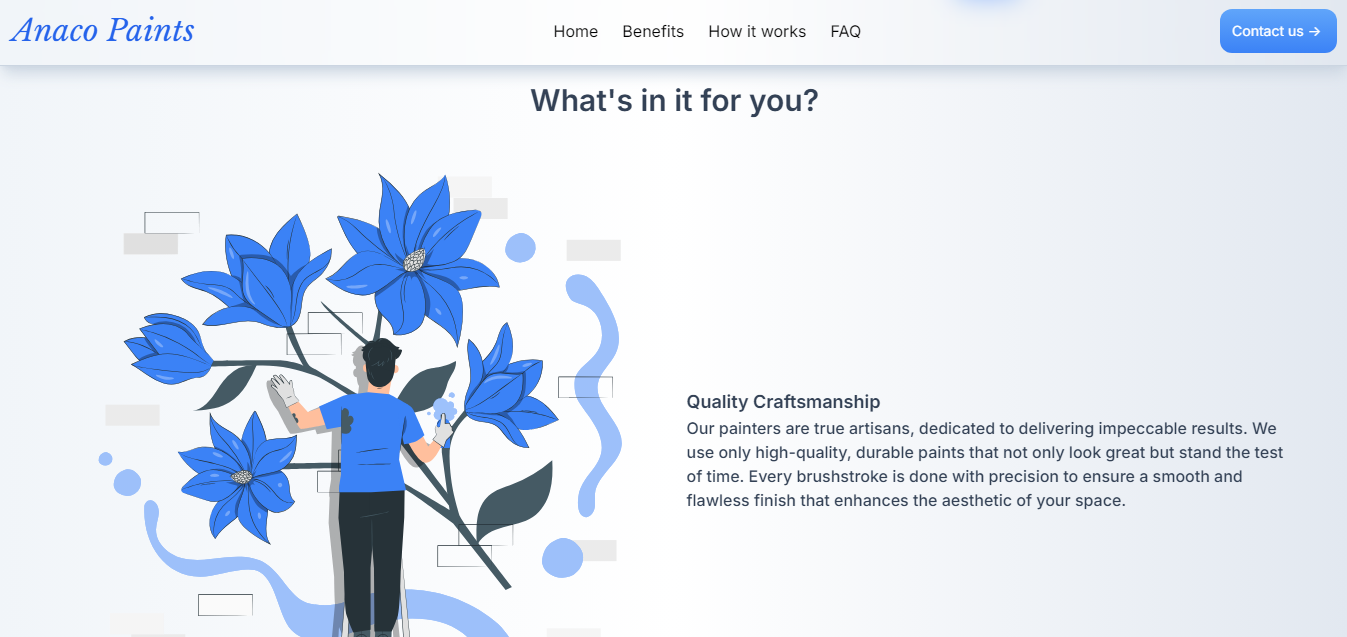 Anaco Paints
Home Benefits How it works FAQ
Contact us →
What's in it for you?
Quality Craftsmanship
Our painters are true artisans, dedicated to delivering impeccable results. We
use only high-quality, durable paints that not only look great but stand the test
of time. Every brushstroke is done with precision to ensure a smooth and
flawless finish that enhances the aesthetic of your space.